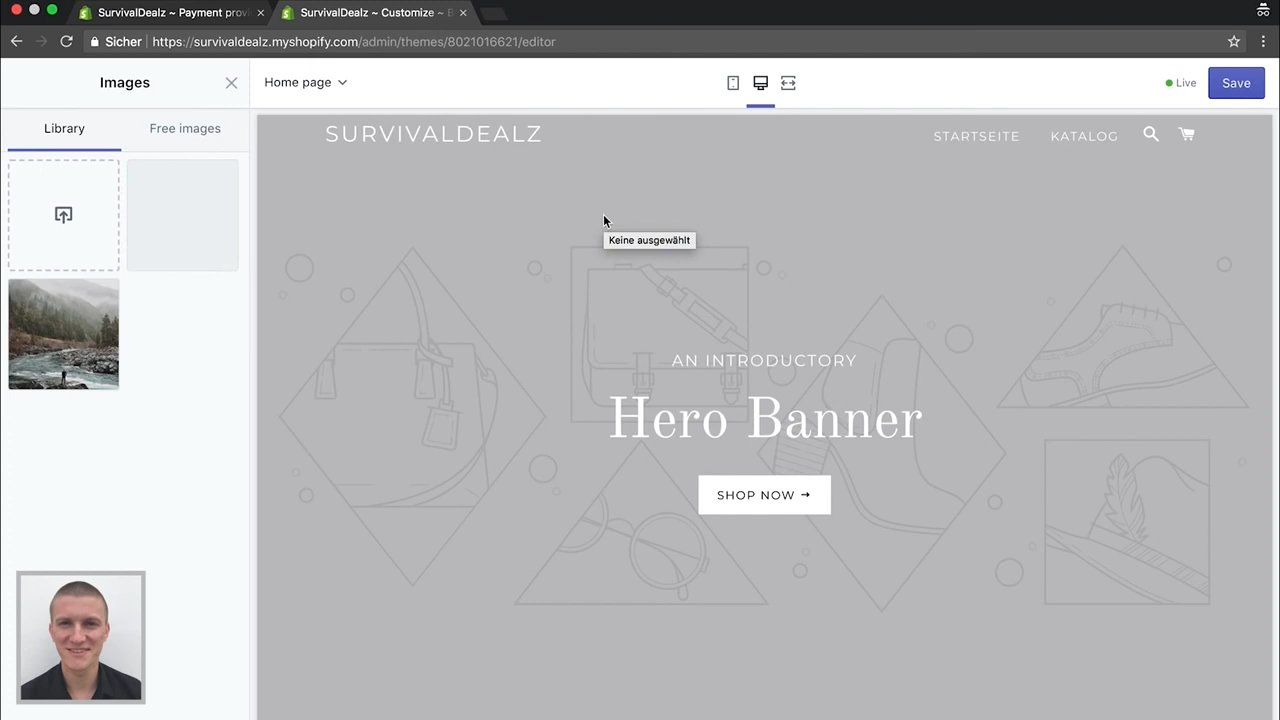 SurvivalDealz ~ Payment provi
SurvivalDealz ~ Customize ~ B
Sicher https://survivaldealz.myshopify.com/admin/themes/8021016621/editor
Images
Home page
Live
Save
Library
Free images
SURVIVALDEALZ
STARTSEITE
KATALOG
Keine ausgewählt
AN INTRODUCTORY
Hero Banner
SHOP NOW →